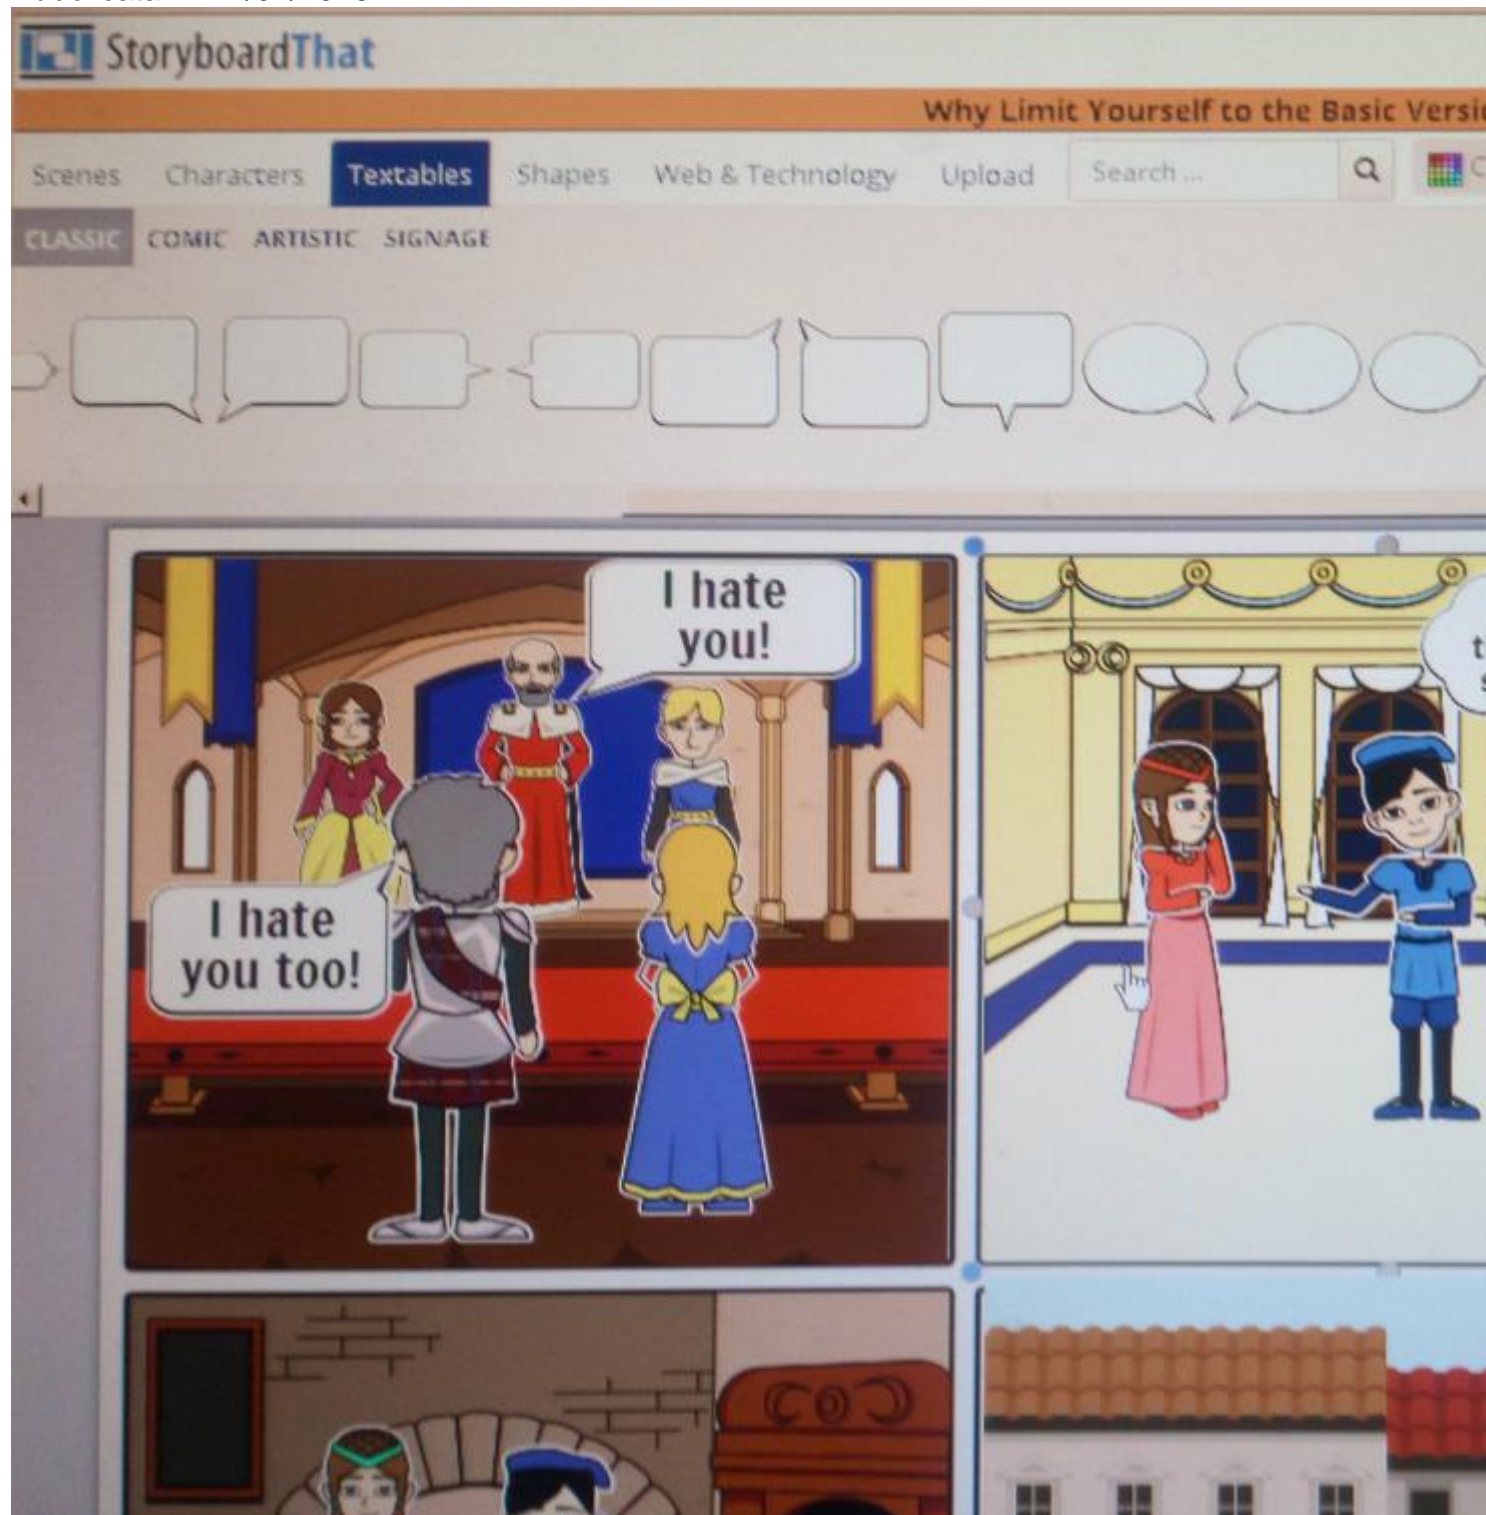 StoryboardThat
Why Limit Yourself to the Basic
Scenes Characters Textables Shapes Web & Technology Upload Search ...
CLASSIC COMIC ARTISTIC SIGNAGE
I hate
you!
I hate
you too!